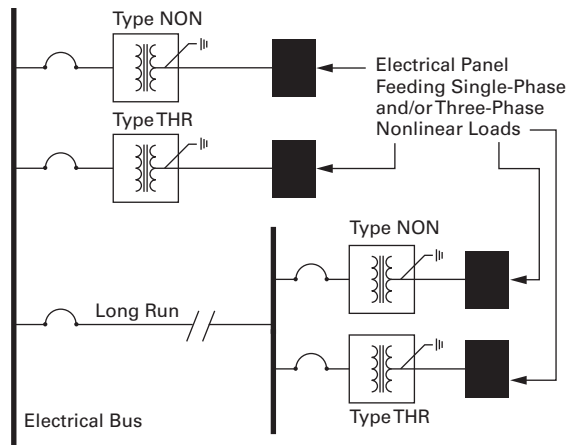 Type NON
Electrical Panel
Feeding Single-Phase
and/or Three-Phase
Nonlinear Loads
Type THR
Type NON
Long Run
Electrical Bus
Type THR